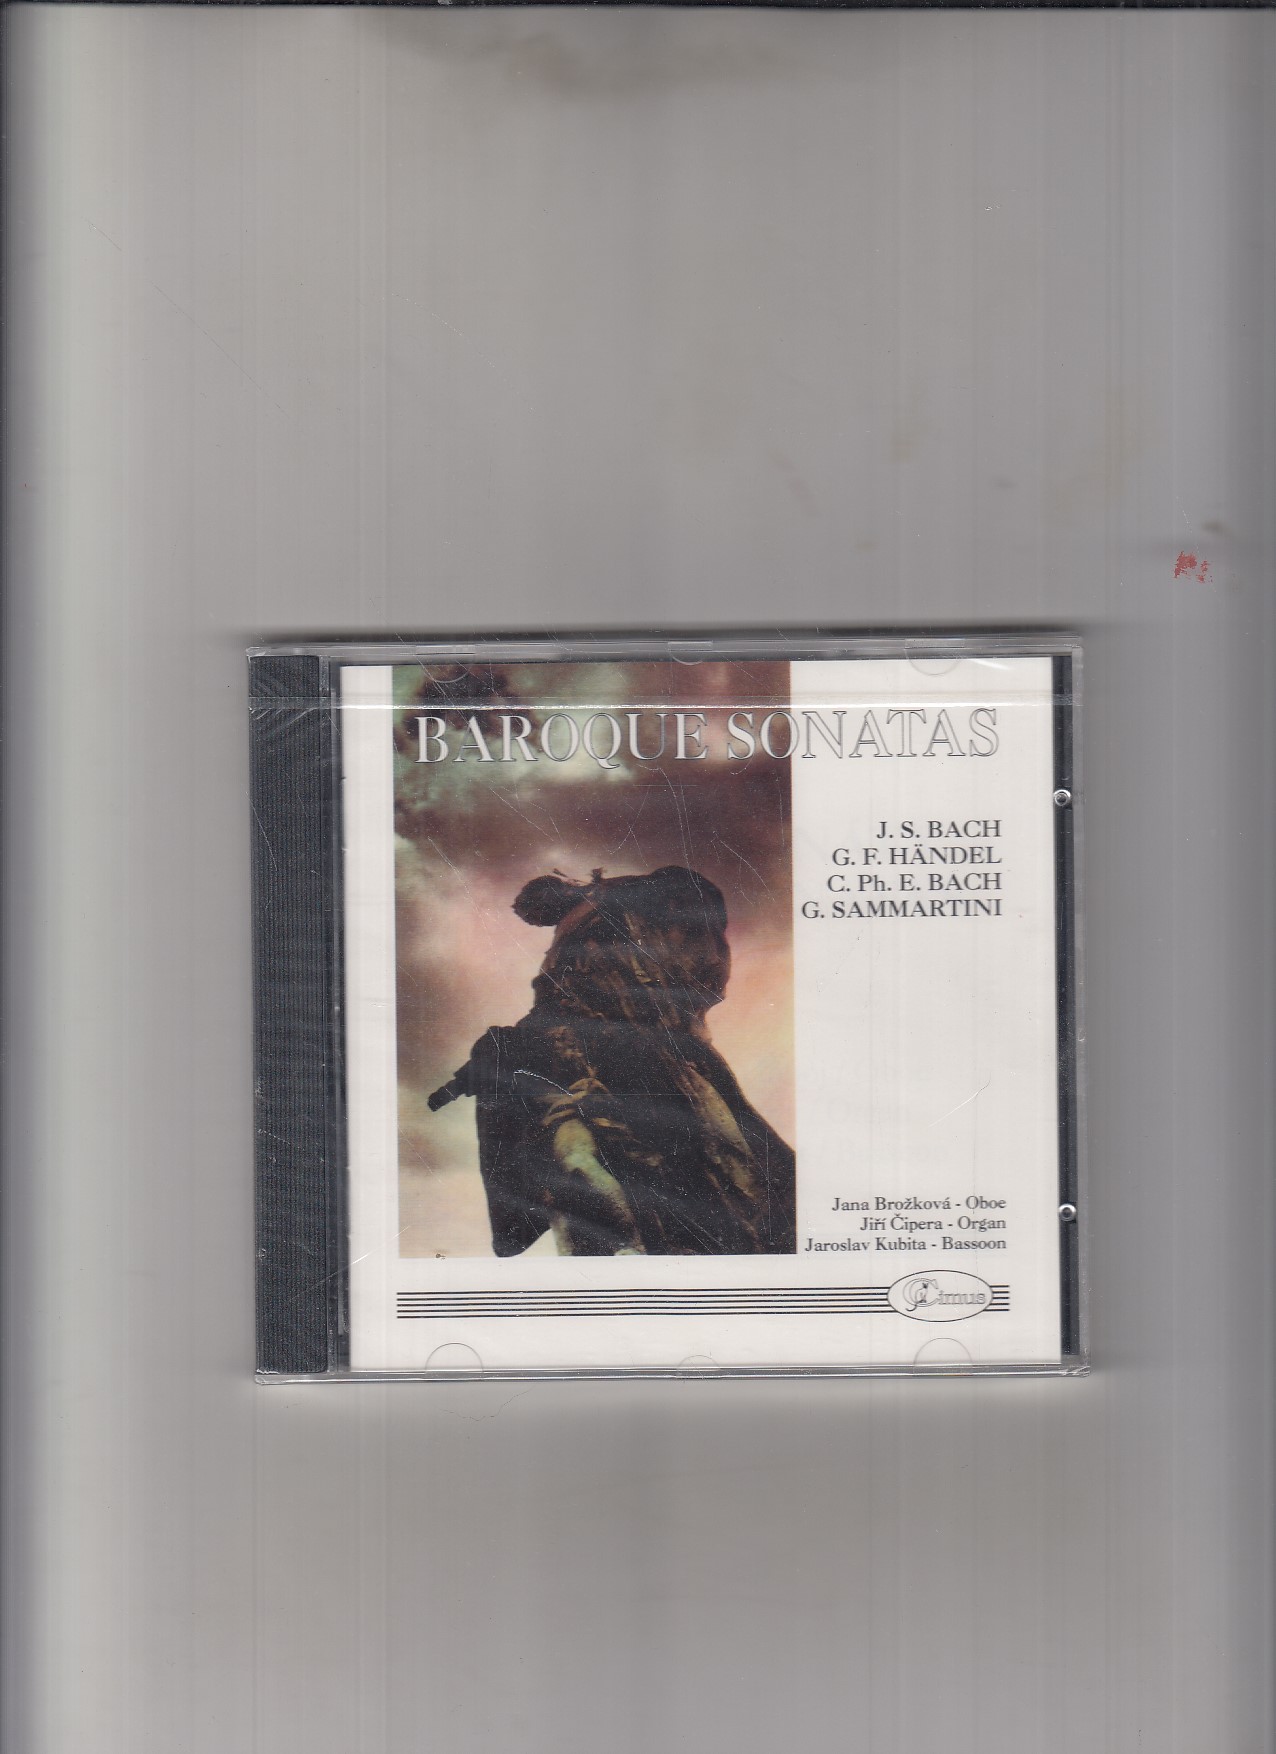 BAROQUE SONATAS
J. S. BACH
G. F. HÄNDEL
C. Ph. E. BACH
G. SAMMARTINI
Jana Brožková - Oboe
Jiří Čipera - Organ
Jaroslav Kubita - Bassoon
Cimus